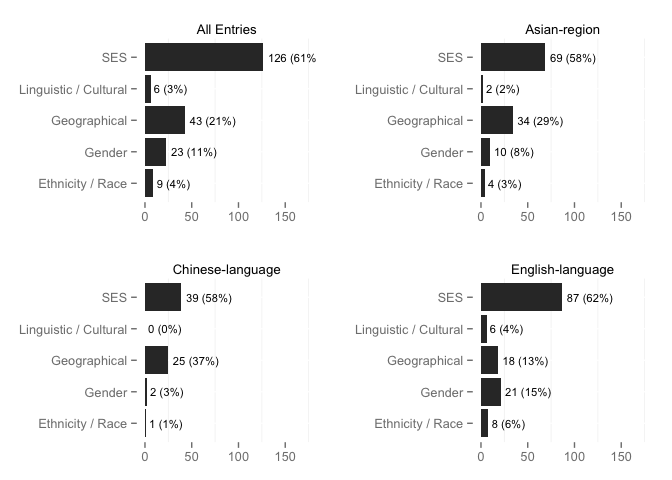 All Entries
SES
126 (61%
Linguistic / Cultural
6 (3%)
Geographical
43 (21%)
Gender
23 (11%)
Ethnicity / Race
9 (4%)
0 50 100 150
Asian-region
SES
69 (58%)
Linguistic / Cultural
2 (2%)
Geographical
34 (29%)
Gender
10 (8%)
Ethnicity / Race
4 (3%)
0 50 100 150
Chinese-language
SES
39 (58%)
Linguistic / Cultural
0 (0%)
Geographical
25 (37%)
Gender
2 (3%)
Ethnicity / Race
1 (1%)
0 50 100 150
English-language
SES
87 (62%)
Linguistic / Cultural
6 (4%)
Geographical
18 (13%)
Gender
21 (15%)
Ethnicity / Race
8 (6%)
0 50 100 150